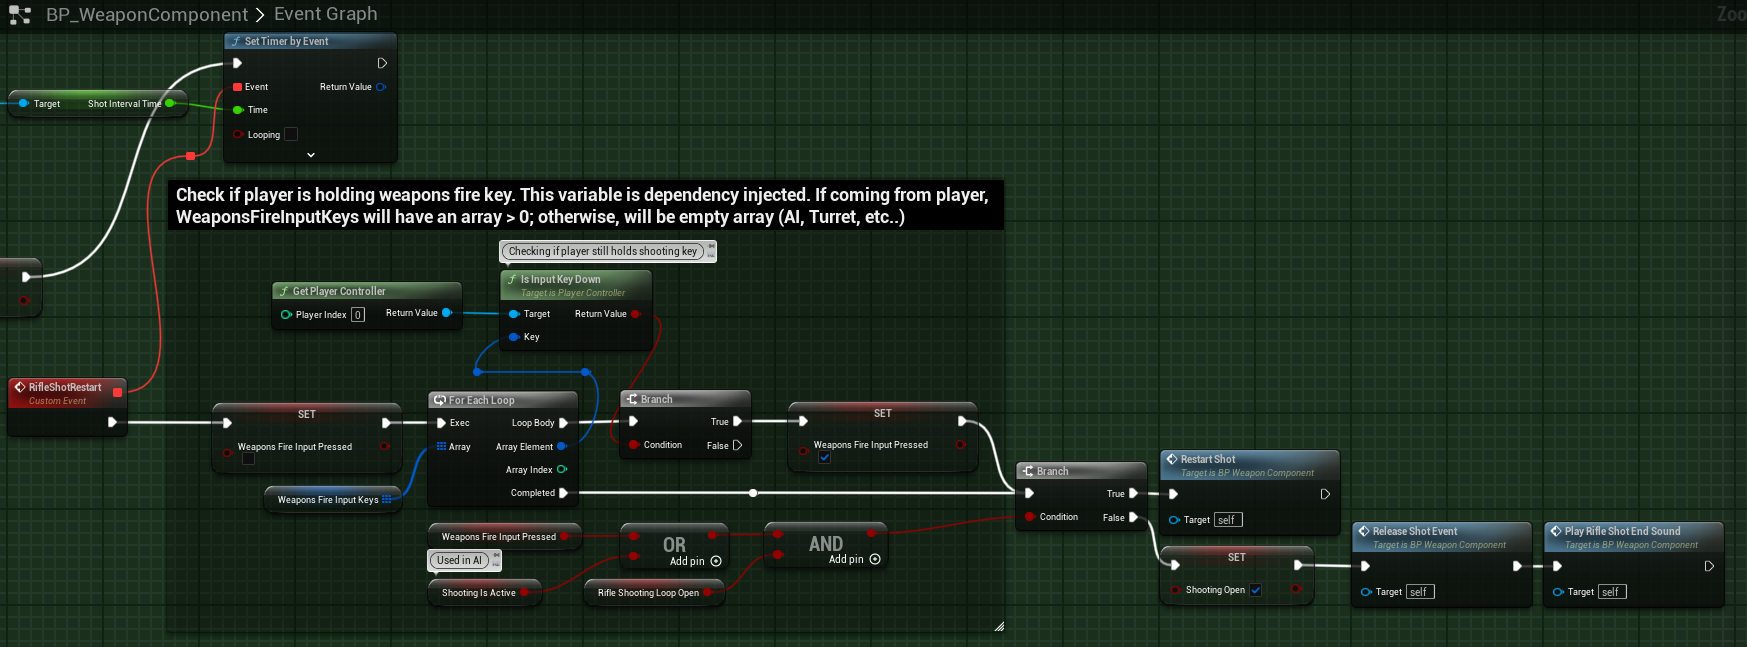 BP_WeaponComponent > Event Graph
Zoo
Set Timer by Event
Event
Return Value
Time
Looping
Target
Shot Interval Time
Check if player is holding weapons fire key. This variable is dependency injected. If coming from player,
WeaponsFireInputKeys will have an array > 0; otherwise, will be empty array (AI, Turret, etc..)
Checking if player still holds shooting key
Get Player Controller
Player Index 0
Return Value
Is Input Key Down
Target is Player Controller
Target
Return Value
Key
RifleShotRestart
Custom Event
SET
Weapons Fire Input Pressed
For Each Loop
Exec
Loop Body
Array
Array Element
Array Index
Completed
Weapons Fire Input Keys
Branch
True
Condition
False
SET
Weapons Fire Input Pressed
Weapons Fire Input Pressed
Used in AI
Shooting Is Active
OR
Add pin
Rifle Shooting Loop Open
AND
Add pin
Branch
True
Condition
False
Restart Shot
Target is BP Weapon Component
Target self
SET
Shooting Open
Release Shot Event
Target is BP Weapon Component
Target self
Play Rifle Shot End Sound
Target is BP Weapon Component
Target self